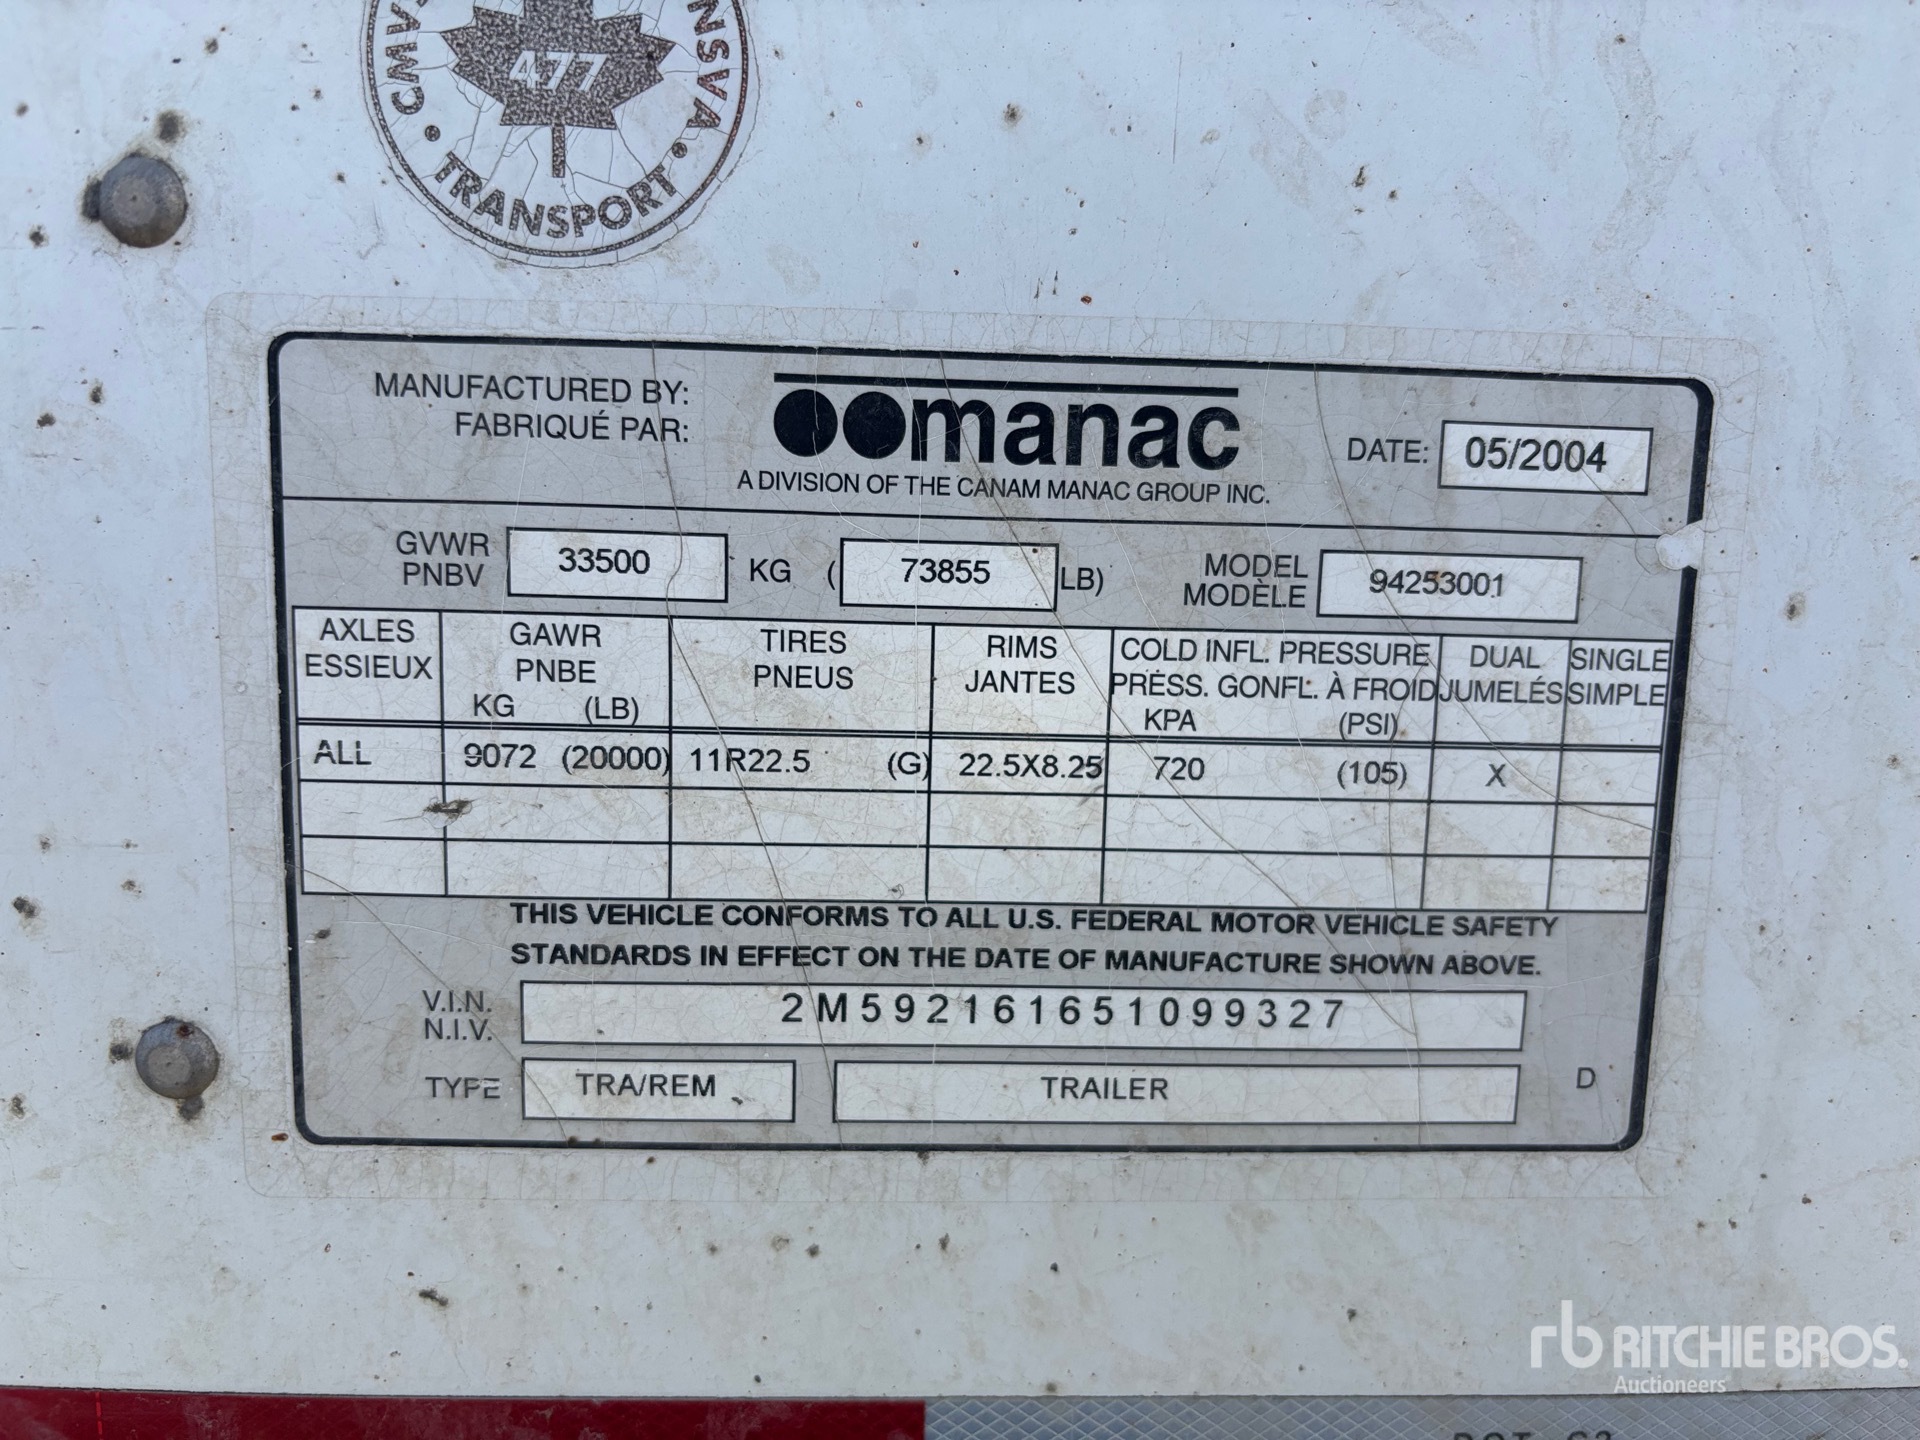 477
TRANSPORT
MANUFACTURED BY:
FABRIQUÉ PAR:
manac
A DIVISION OF THE CANAM MANAC GROUP INC.
DATE: 05/2004
GVWR
PNBV
33500 KG ( 73855 LB)
MODEL
MODÈLE
94253001
AXLES
ESSIEUX
GAWR
PNBE
KG (LB)
TIRES
PNEUS
RIMS
JANTES
COLD INFL. PRESSURE
PRESS. GONFL. À FROID
KPA (PSI)
DUAL
JUMELÉS
SINGLE
SIMPLE
ALL 9072 (20000) 11R22.5 (G) 22.5X8.25 720 (105) X
THIS VEHICLE CONFORMS TO ALL U.S. FEDERAL MOTOR VEHICLE SAFETY
STANDARDS IN EFFECT ON THE DATE OF MANUFACTURE SHOWN ABOVE.
V.I.N.
N.I.V.
2M592161651099327
TYPE TRA/REM TRAILER D
rb RITCHIE BROS.
Auctioneers